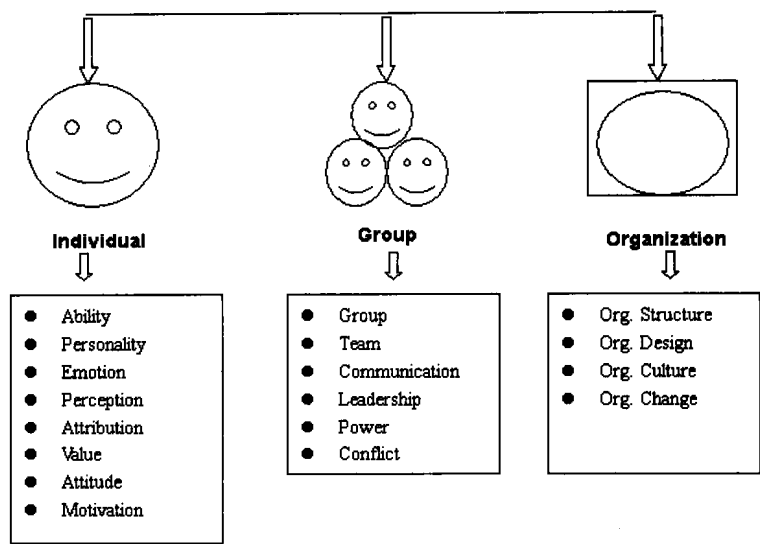 Individual
Group
Organization
● Ability
● Personality
● Emotion
● Perception
● Attribution
● Value
● Attitude
● Motivation
● Group
● Team
● Communication
● Leadership
● Power
● Conflict
● Org. Structure
● Org. Design
● Org. Culture
● Org. Change